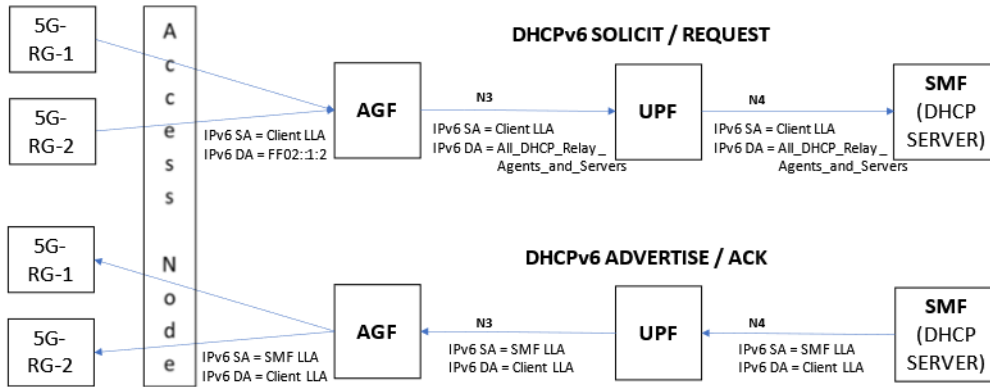 5G-
RG-1
5G-
RG-2
A
c
c
e
s
s
N
o
d
e
DHCPv6 SOLICIT / REQUEST
AGF
N3
UPF
N4
SMF
(DHCP
SERVER)
IPv6 SA = Client LLA
IPv6 DA = FF02::1:2
IPv6 SA = Client LLA
IPv6 DA = All_DHCP_Relay_
Agents_and_Servers
IPv6 SA = Client LLA
IPv6 DA = All_DHCP_Relay_
Agents_and_Servers
5G-
RG-1
5G-
RG-2
DHCPv6 ADVERTISE / ACK
AGF
N3
UPF
N4
SMF
(DHCP
SERVER)
IPv6 SA = SMF LLA
IPv6 DA = Client LLA
IPv6 SA = SMF LLA
IPv6 DA = Client LLA
IPv6 SA = SMF LLA
IPv6 DA = Client LLA